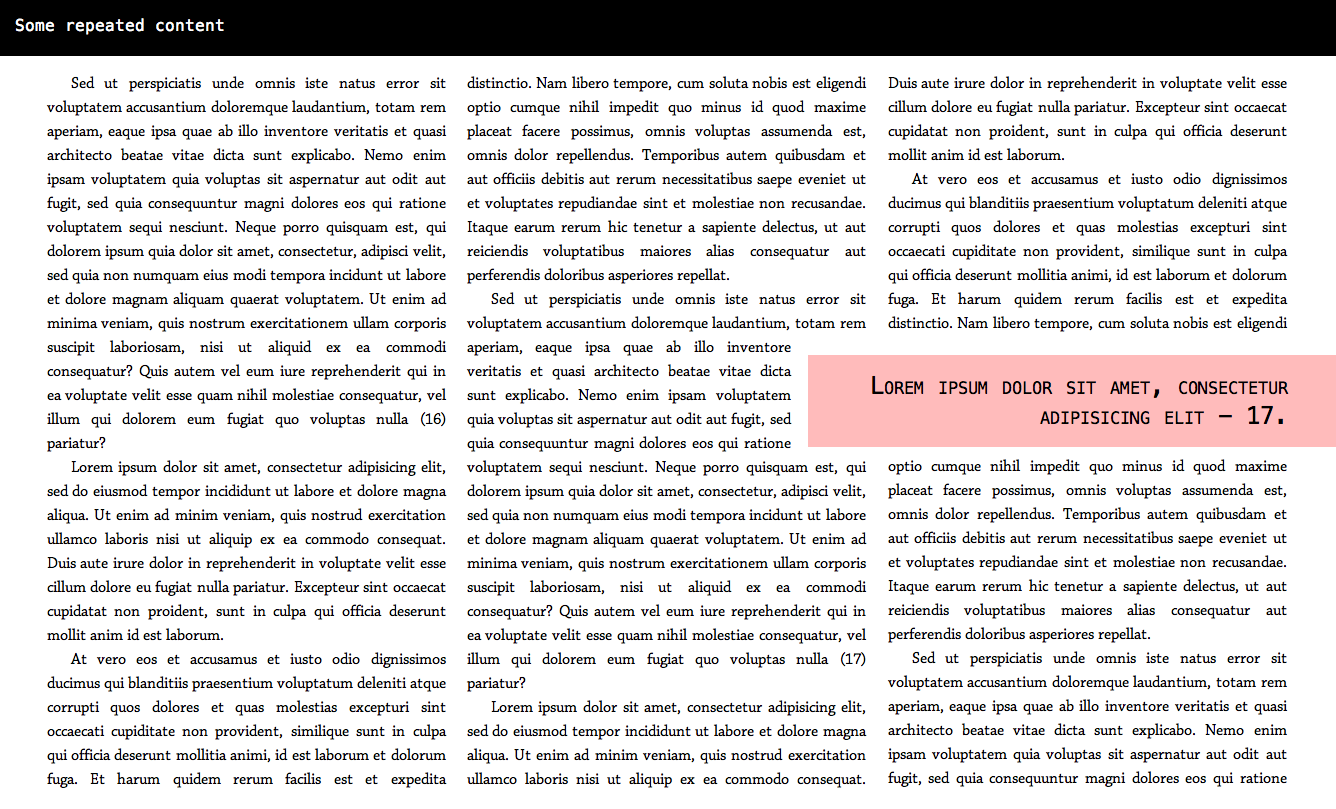 Some repeated content
Sed ut perspiciatis unde omnis iste natus error sit
voluptatem accusantium doloremque laudantium, totam rem
aperiam, eaque ipsa quae ab illo inventore veritatis et quasi
architecto beatae vitae dicta sunt explicabo. Nemo enim
ipsam voluptatem quia voluptas sit aspernatur aut odit aut
fugit, sed quia consequuntur magni dolores eos qui ratione
voluptatem sequi nesciunt. Neque porro quisquam est, qui
dolorem ipsum quia dolor sit amet, consectetur, adipisci velit,
sed quia non numquam eius modi tempora incidunt ut labore
et dolore magnam aliquam quaerat voluptatem. Ut enim ad
minima veniam, quis nostrum exercitationem ullam corporis
suscipit laboriosam, nisi ut aliquid ex ea commodi
consequatur? Quis autem vel eum iure reprehenderit qui in
ea voluptate velit esse quam nihil molestiae consequatur, vel
illum qui dolorem eum fugiat quo voluptas nulla (16)
pariatur?
Lorem ipsum dolor sit amet, consectetur adipisicing elit,
sed do eiusmod tempor incididunt ut labore et dolore magna
aliqua. Ut enim ad minim veniam, quis nostrud exercitation
ullamco laboris nisi ut aliquip ex ea commodo consequat.
Duis aute irure dolor in reprehenderit in voluptate velit esse
cillum dolore eu fugiat nulla pariatur. Excepteur sint occaecat
cupidatat non proident, sunt in culpa qui officia deserunt
mollit anim id est laborum.
At vero eos et accusamus et iusto odio dignissimos
ducimus qui blanditiis praesentium voluptatum deleniti atque
corrupti quos dolores et quas molestias excepturi sint
occaecati cupiditate non provident, similique sunt in culpa
qui officia deserunt mollitia animi, id est laborum et dolorum
fuga. Et harum quidem rerum facilis est et expedita
distinctio. Nam libero tempore, cum soluta nobis est eligendi
optio cumque nihil impedit quo minus id quod maxime
placeat facere possimus, omnis voluptas assumenda est,
omnis dolor repellendus. Temporibus autem quibusdam et
aut officiis debitis aut rerum necessitatibus saepe eveniet ut
et voluptates repudiandae sint et molestiae non recusandae.
Itaque earum rerum hic tenetur a sapiente delectus, ut aut
reiciendis voluptatibus maiores alias consequatur aut
perferendis doloribus asperiores repellat.
Sed ut perspiciatis unde omnis iste natus error sit
voluptatem accusantium doloremque laudantium, totam rem
aperiam, eaque ipsa quae ab illo inventore
veritatis et quasi architecto beatae vitae dicta
sunt explicabo. Nemo enim ipsam voluptatem
quia voluptas sit aspernatur aut odit aut fugit, sed
quia consequuntur magni dolores eos qui ratione
voluptatem sequi nesciunt. Neque porro quisquam est, qui
dolorem ipsum quia dolor sit amet, consectetur, adipisci velit,
sed quia non numquam eius modi tempora incidunt ut labore
et dolore magnam aliquam quaerat voluptatem. Ut enim ad
minima veniam, quis nostrum exercitationem ullam corporis
suscipit laboriosam, nisi ut aliquid ex ea commodi
consequatur? Quis autem vel eum iure reprehenderit qui in
ea voluptate velit esse quam nihil molestiae consequatur, vel
illum qui dolorem eum fugiat quo voluptas nulla (17)
pariatur?
Lorem ipsum dolor sit amet, consectetur adipisicing elit,
sed do eiusmod tempor incididunt ut labore et dolore magna
aliqua. Ut enim ad minim veniam, quis nostrud exercitation
ullamco laboris nisi ut aliquip ex ea commodo consequat.
Duis aute irure dolor in reprehenderit in voluptate velit esse
cillum dolore eu fugiat nulla pariatur. Excepteur sint occaecat
cupidatat non proident, sunt in culpa qui officia deserunt
mollit anim id est laborum.
At vero eos et accusamus et iusto odio dignissimos
ducimus qui blanditiis praesentium voluptatum deleniti atque
corrupti quos dolores et quas molestias excepturi sint
occaecati cupiditate non provident, similique sunt in culpa
qui officia deserunt mollitia animi, id est laborum et dolorum
fuga. Et harum quidem rerum facilis est et expedita
distinctio. Nam libero tempore, cum soluta nobis est eligendi
Lorem ipsum dolor sit amet, consectetur
adipisicing elit – 17.
optio cumque nihil impedit quo minus id quod maxime
placeat facere possimus, omnis voluptas assumenda est,
omnis dolor repellendus. Temporibus autem quibusdam et
aut officiis debitis aut rerum necessitatibus saepe eveniet ut
et voluptates repudiandae sint et molestiae non recusandae.
Itaque earum rerum hic tenetur a sapiente delectus, ut aut
reiciendis voluptatibus maiores alias consequatur aut
perferendis doloribus asperiores repellat.
Sed ut perspiciatis unde omnis iste natus error sit
voluptatem accusantium doloremque laudantium, totam rem
aperiam, eaque ipsa quae ab illo inventore veritatis et quasi
architecto beatae vitae dicta sunt explicabo. Nemo enim
ipsam voluptatem quia voluptas sit aspernatur aut odit aut
fugit, sed quia consequuntur magni dolores eos qui ratione